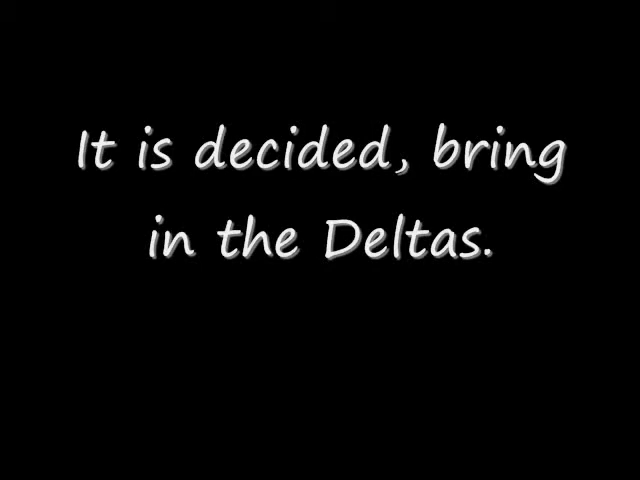 It is decided, bring
in the Deltas.